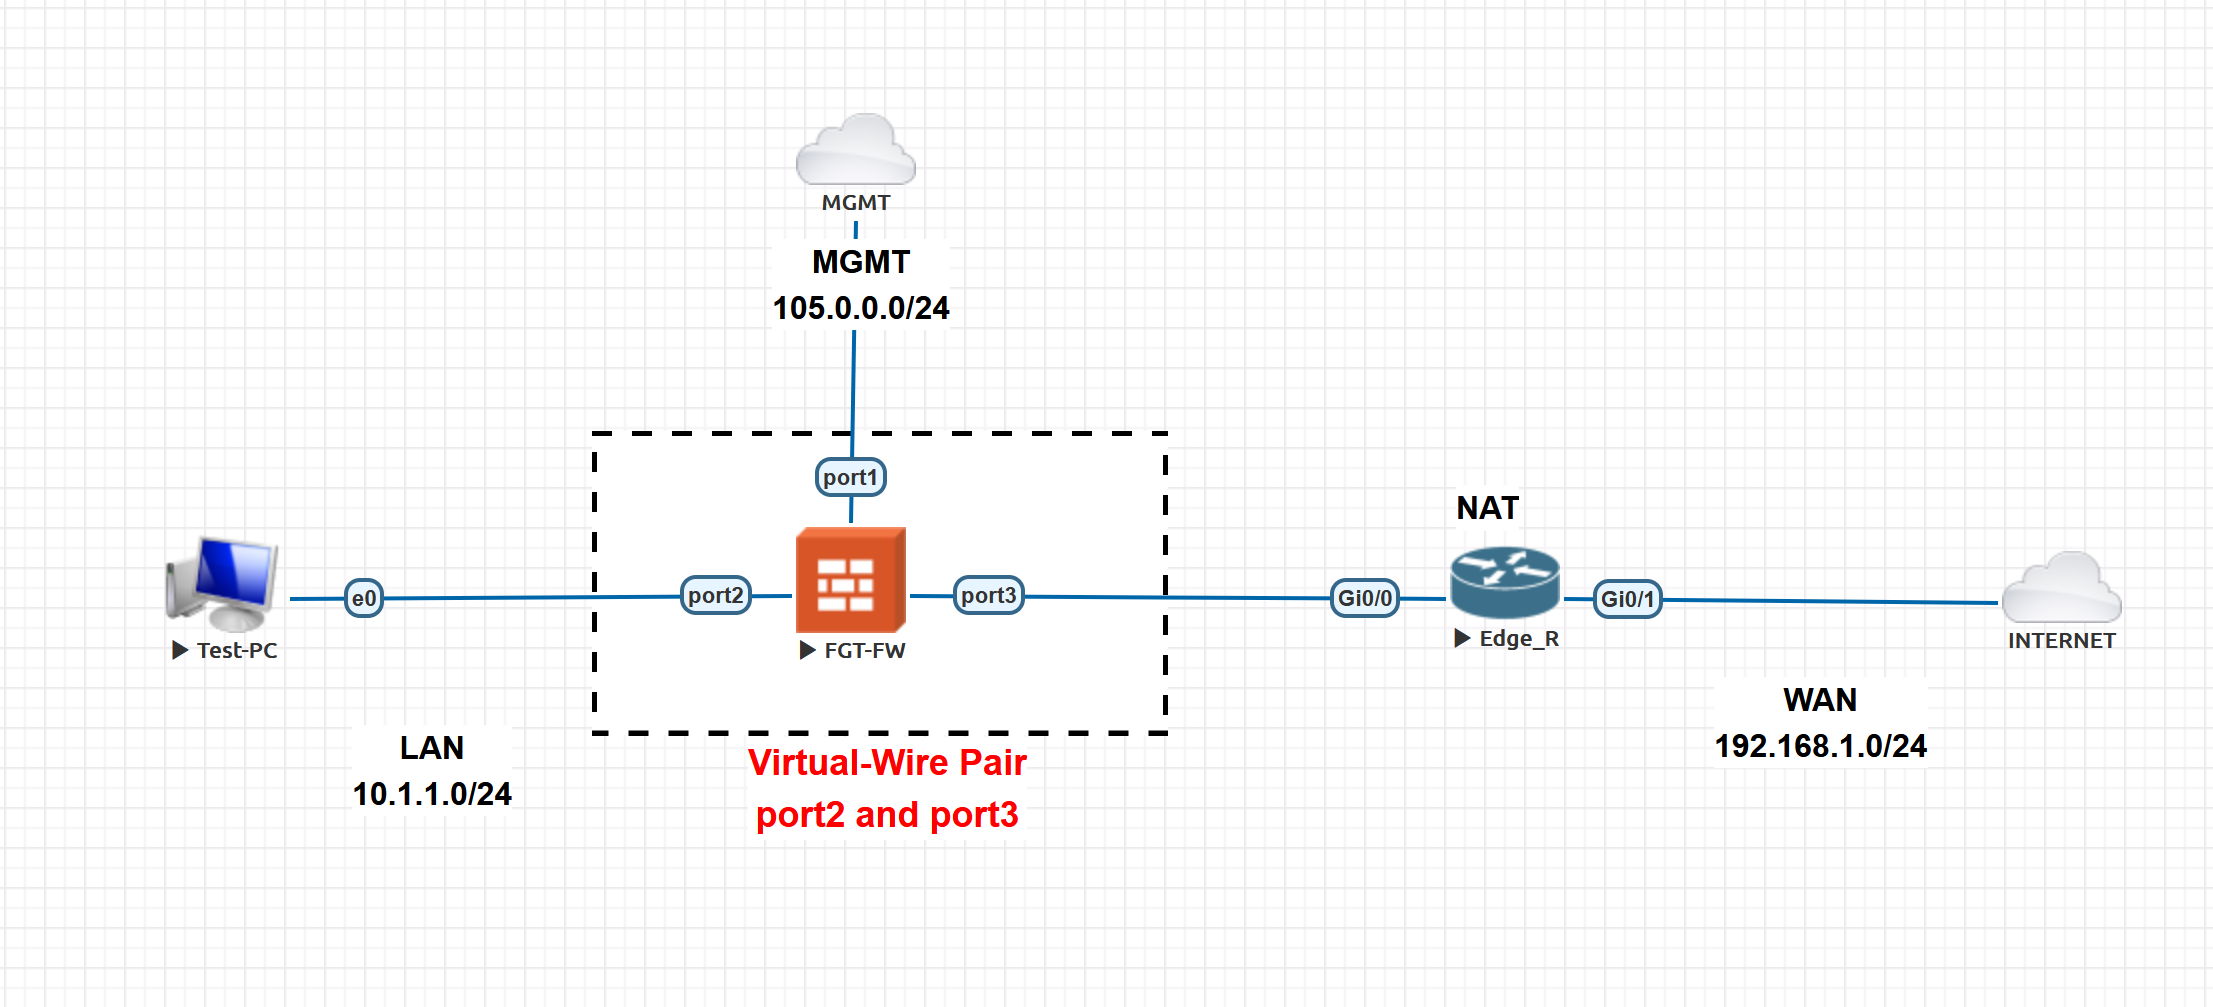 MGMT
MGMT
105.0.0.0/24
port1
NAT
e0
port2
port3
Gi0/0
Gi0/1
Test-PC
FGT-FW
Edge_R
INTERNET
LAN
10.1.1.0/24
Virtual-Wire Pair
port2 and port3
WAN
192.168.1.0/24